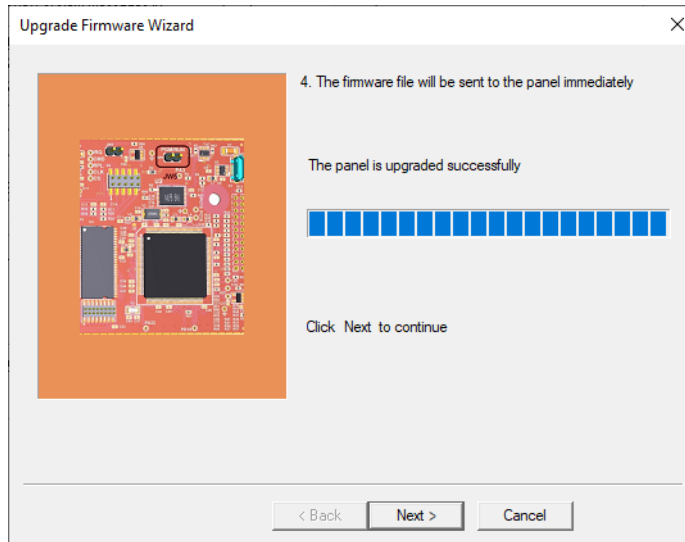 Upgrade Firmware Wizard
4. The firmware file will be sent to the panel immediately
JW5
The panel is upgraded successfully
Click Next to continue
< Back
Next >
Cancel